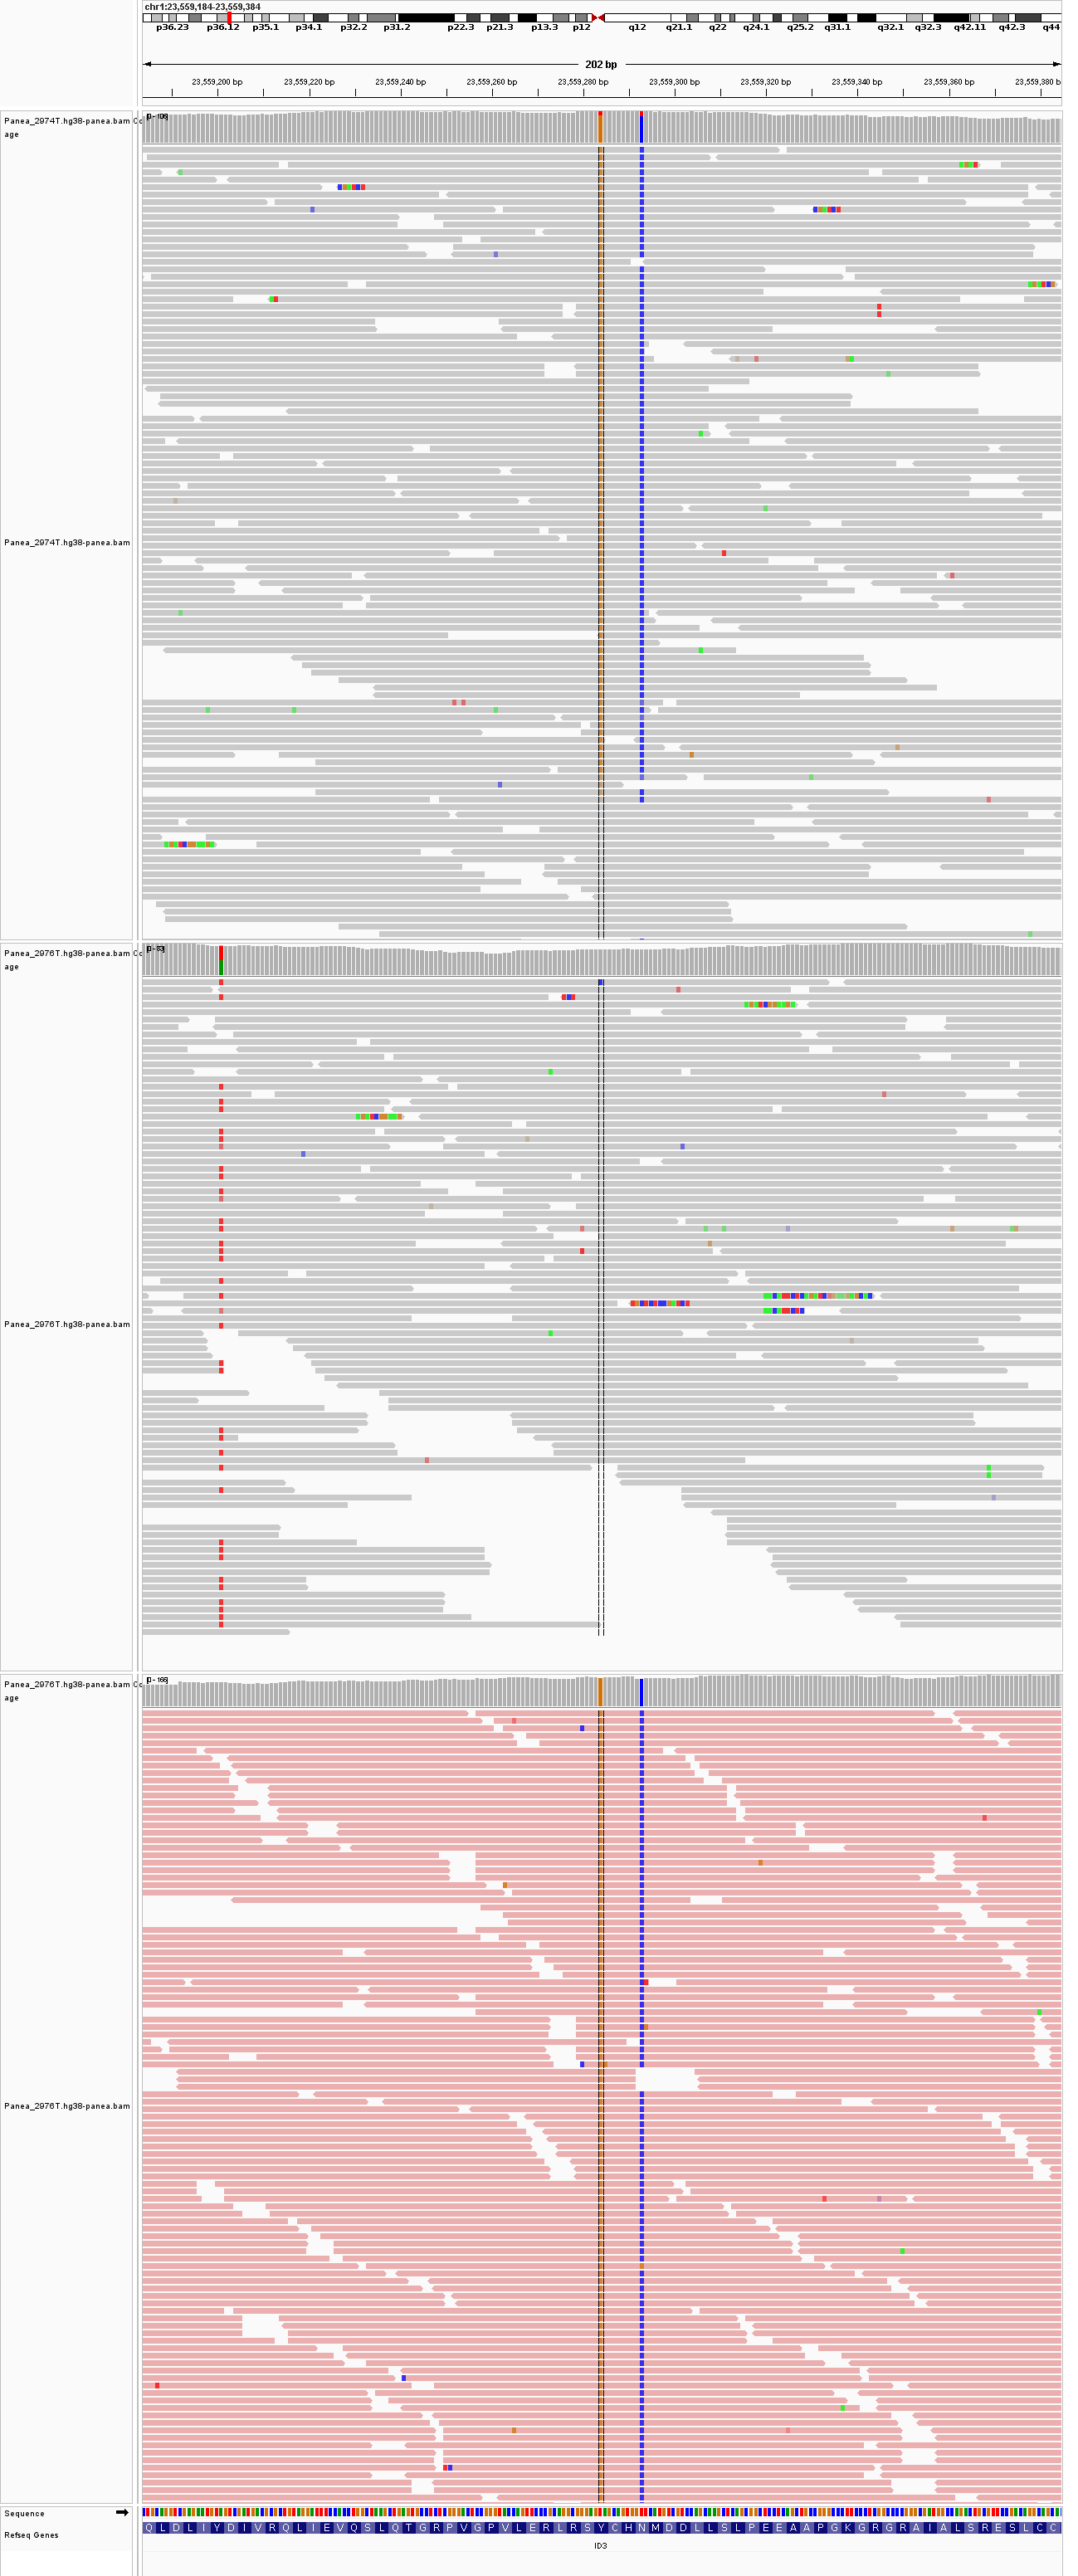 chr1:23,559,184-23,559,384
p36.23 p36.12 p35.1 p34.1 p32.2 p31.2 p22.3 p21.3 p13.3 p12 q12 q21.1 q22 q24.1 q25.2 q31.1 q32.1 q32.3 q42.11 q42.3 q44
202 bp
23,559,200 bp 23,559,220 bp 23,559,240 bp 23,559,260 bp 23,559,280 bp 23,559,300 bp 23,559,320 bp 23,559,340 bp 23,559,360 bp 23,559,380 b
Panea_2974T.hg38-panea.bam Co
age
Panea_2974T.hg38-panea.bam
Panea_2976T.hg38-panea.bam Co
age
Panea_2976T.hg38-panea.bam
Panea_2976T.hg38-panea.bam Co
age
Panea_2976T.hg38-panea.bam
Sequence
Refseq Genes
Q L D L I Y D I V R Q L I E V Q S L Q T G R P V G P V L E R L R S Y C H N M D D L L S L P E E A A P G K G R G R A I A L S R E S L C C
ID3